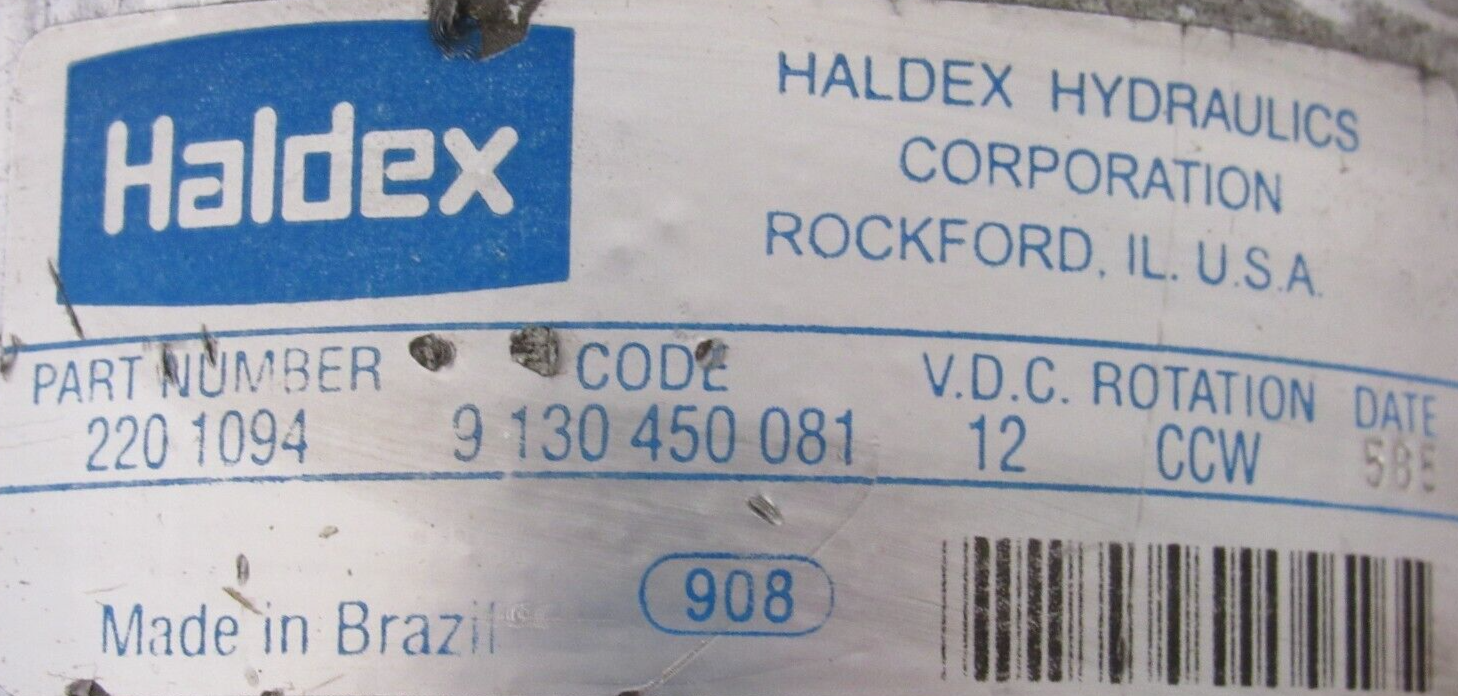 Haldex
HALDEX HYDRAULICS
CORPORATION
ROCKFORD, IL. U.S.A.
PART NUMBER CODE V.D.C. ROTATION DATE
220 1094 9 130 450 081 12 CCW
Made in Brazil
908